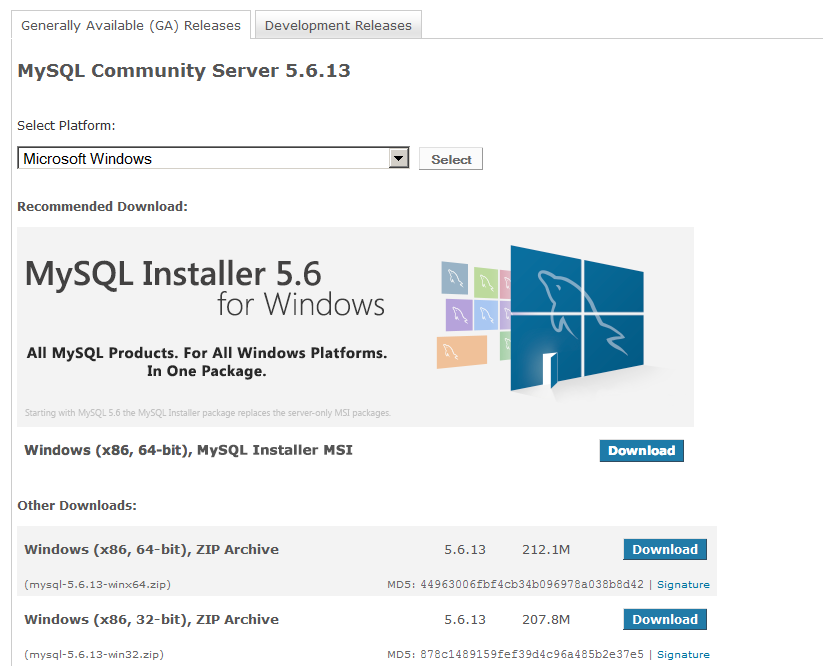 Generally Available (GA) Releases
Development Releases
MySQL Community Server 5.6.13
Select Platform:
Microsoft Windows
Select
Recommended Download:
MySQL Installer 5.6
for Windows
All MySQL Products. For All Windows Platforms.
In One Package.
Starting with MySQL 5.6 the MySQL Installer package replaces the server-only MSI packages.
Windows (x86, 64-bit), MySQL Installer MSI
Download
Other Downloads:
Windows (x86, 64-bit), ZIP Archive 5.6.13 212.1M Download
(mysql-5.6.13-winx64.zip) MD5: 44963006fbf4cb34b096978a038b8d42 | Signature
Windows (x86, 32-bit), ZIP Archive 5.6.13 207.8M Download
(mysql-5.6.13-win32.zip) MD5: 878c1489159fef39d4c96a485b2e37e5 | Signature